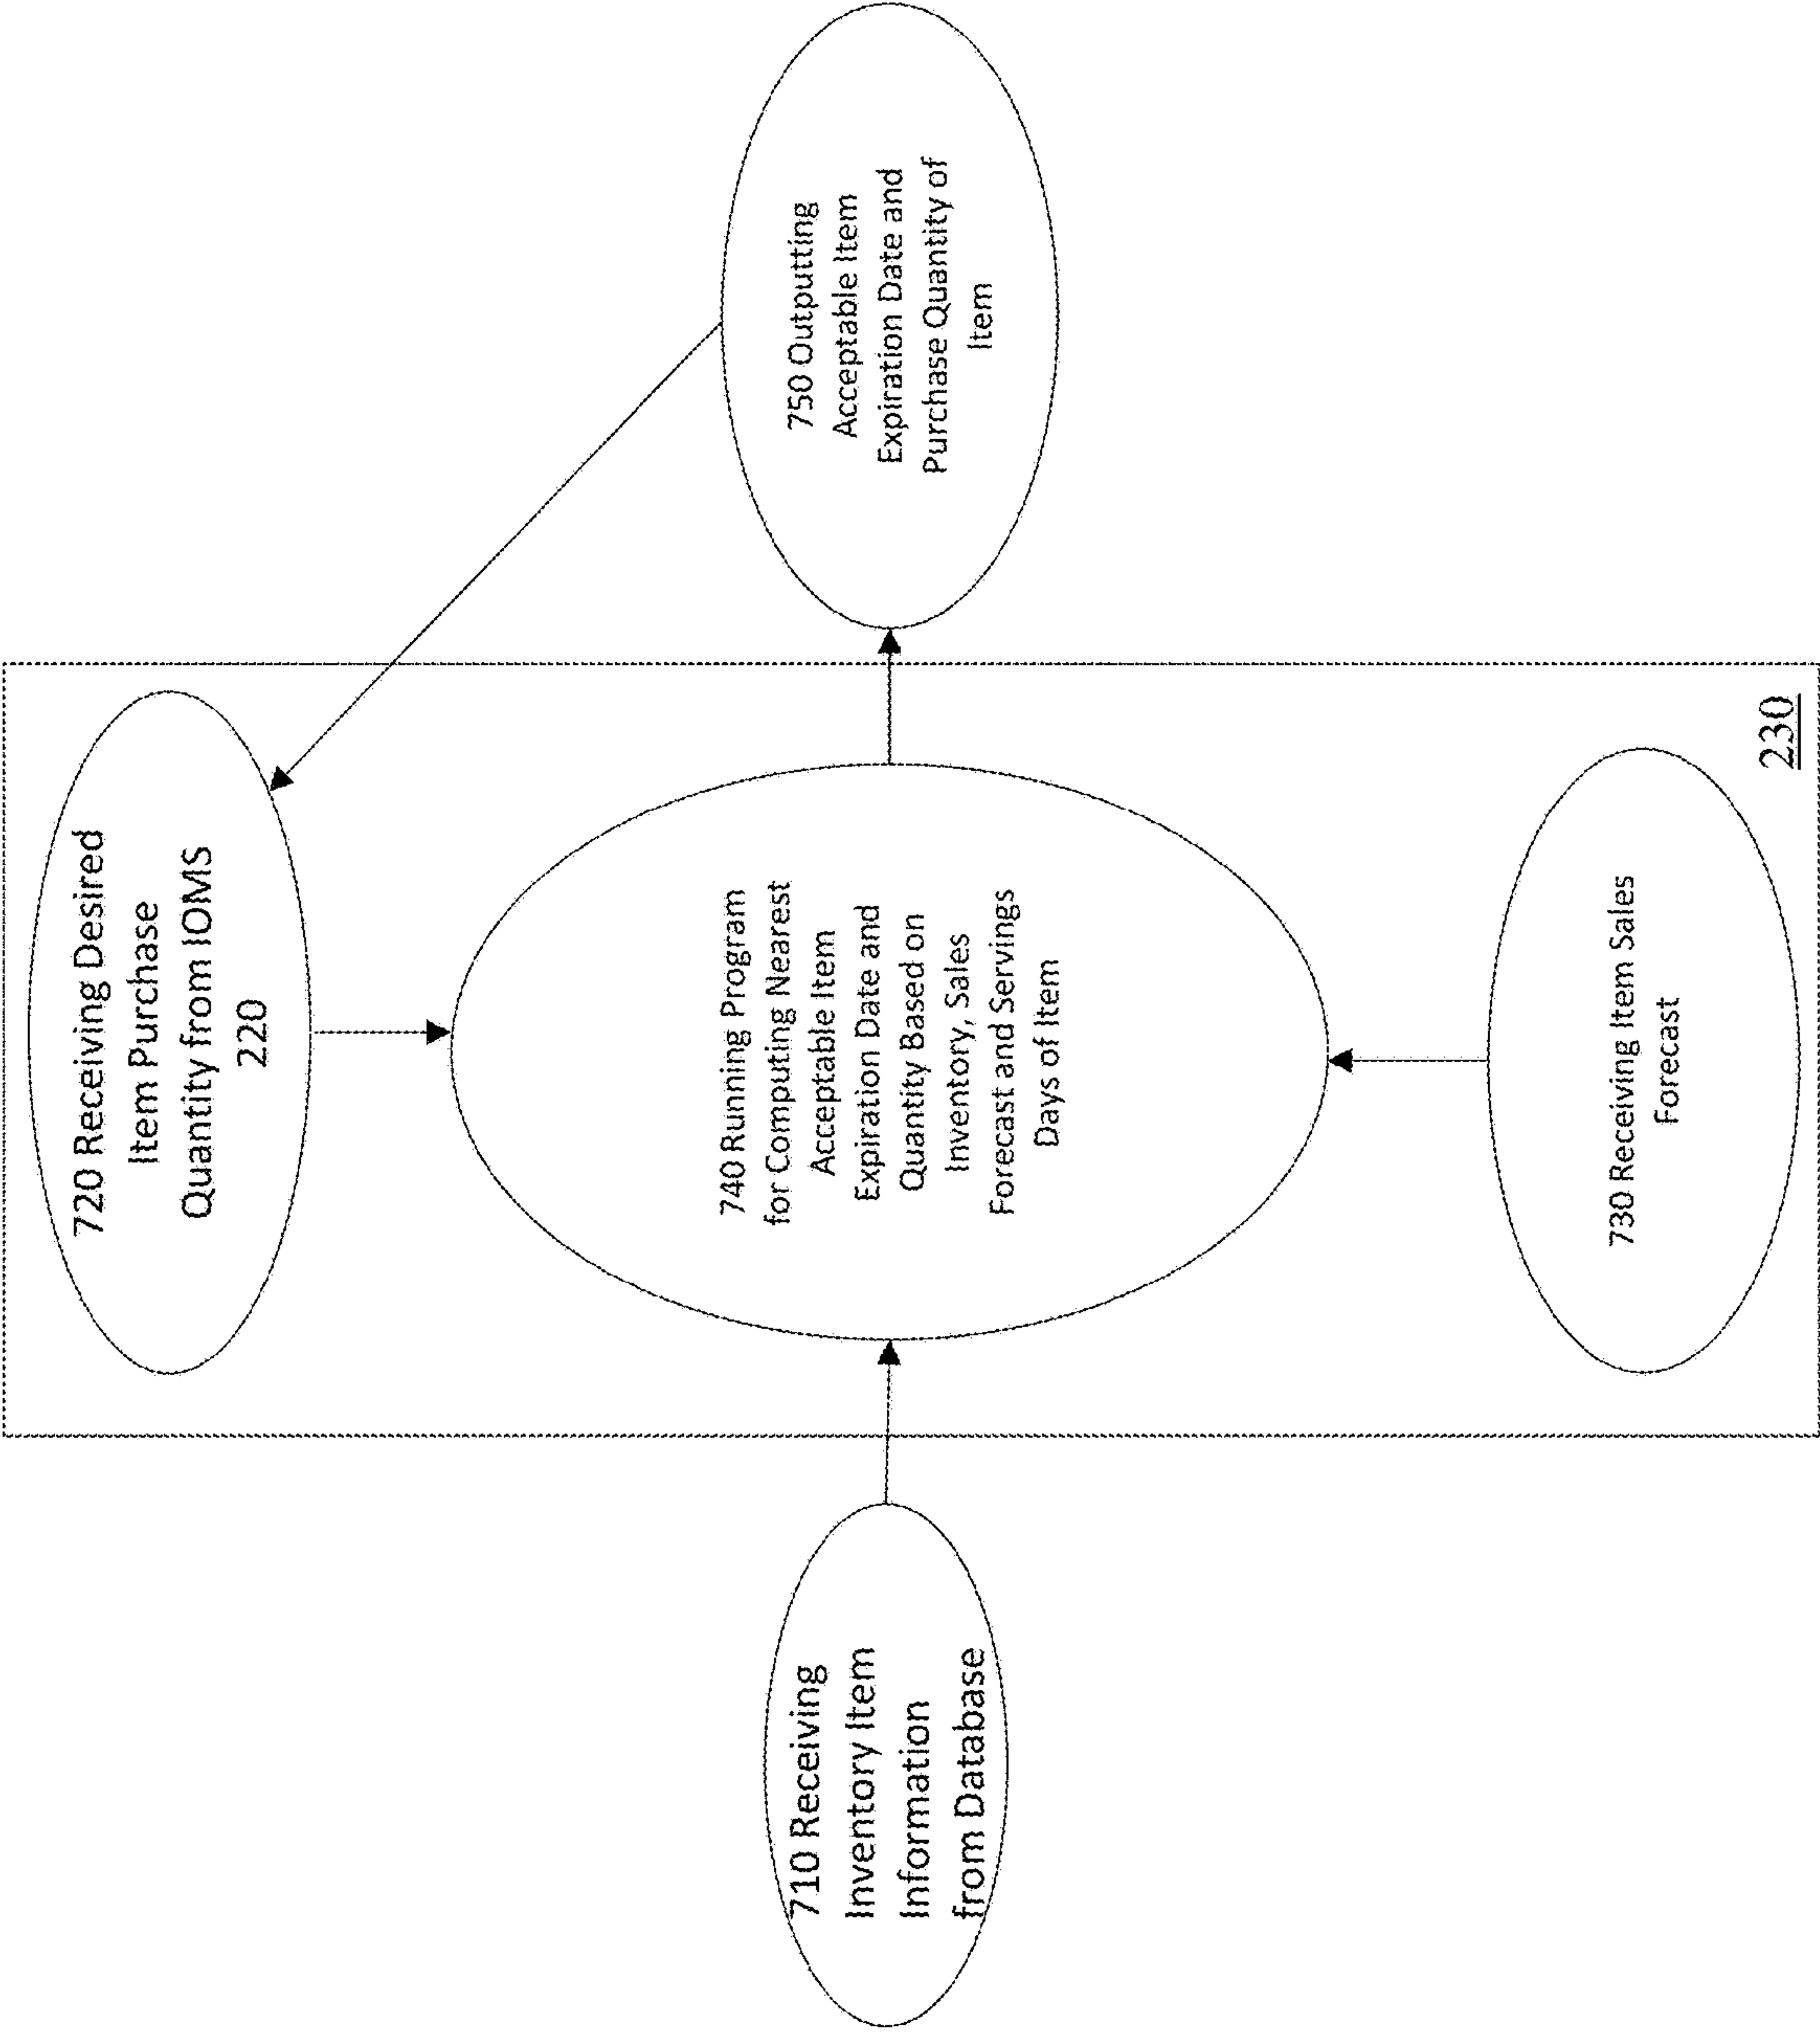 720 Receiving Desired
Item Purchase
Quantity from IOMS
220
710 Receiving
Inventory Item
Information
from Database
740 Running Program
for Computing Nearest
Acceptable Item
Expiration Date and
Quantity Based on
Inventory, Sales
Forecast and Servings
Days of Item
750 Outputting
Acceptable Item
Expiration Date and
Purchase Quantity of
Item
730 Receiving Item Sales
Forecast
230